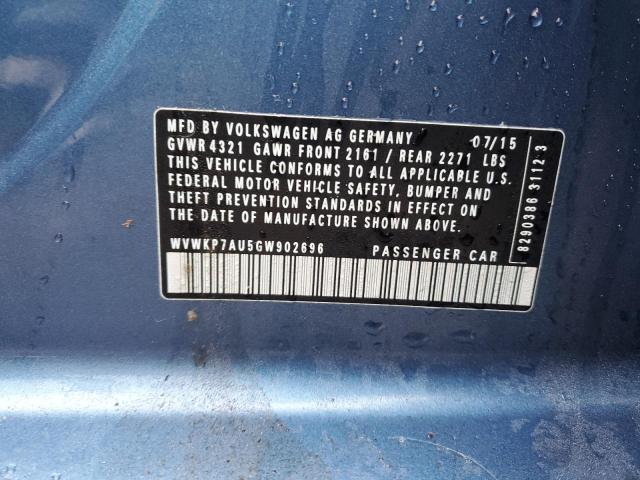 MFD BY VOLKSWAGEN AG GERMANY 07/15
GVWR 4321 GAWR FRONT 2161 / REAR 2271 LBS
THIS VEHICLE CONFORMS TO ALL APPLICABLE U.S.
FEDERAL MOTOR VEHICLE SAFETY, BUMPER AND
THEFT PREVENTION STANDARDS IN EFFECT ON
THE DATE OF MANUFACTURE SHOWN ABOVE.
WVWKP7AU5GW902696 PASSENGER CAR
8290386 3112 3